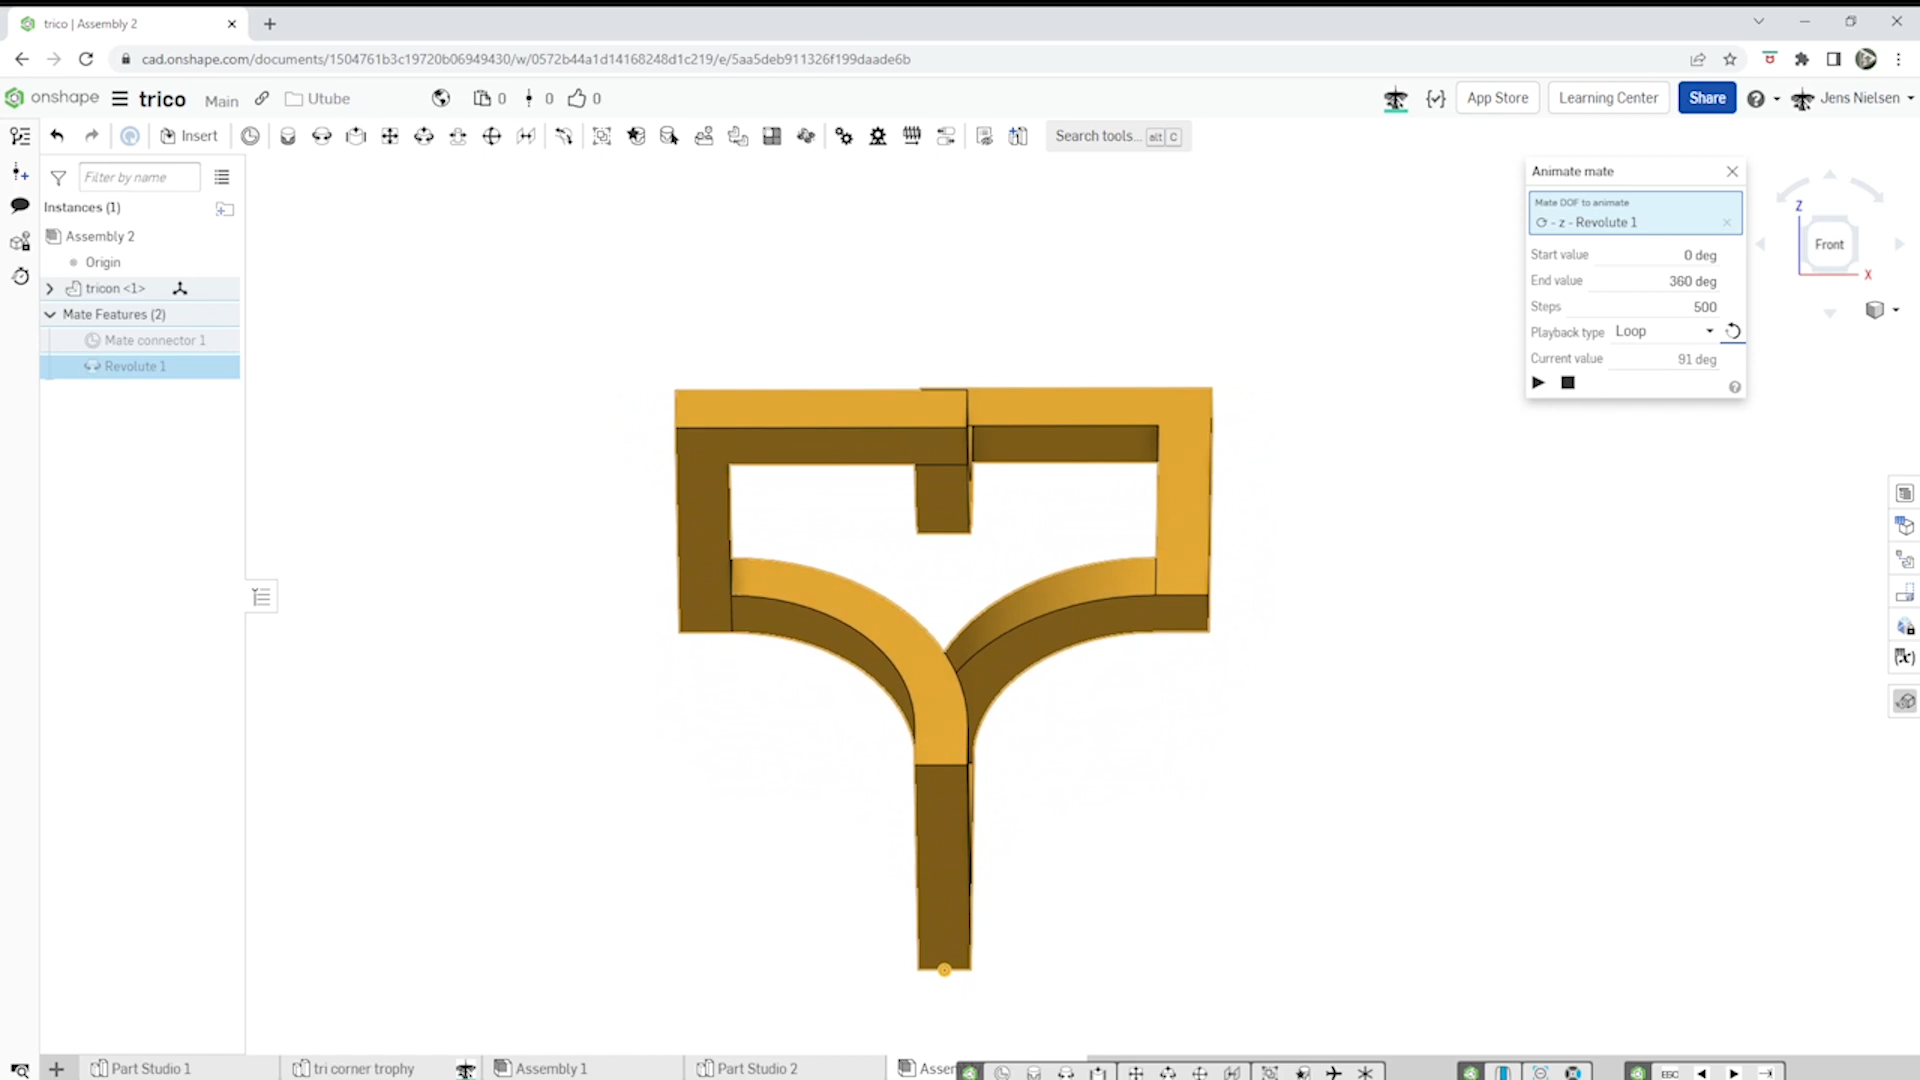 trico | Assembly 2
cad.onshape.com/documents/1504761b3c19720b06949430/w/0572b44a1d14168248d1c219/e/5aa5deb911326f199daade6b
onshape trico Main Utube 0 0 0 App Store Learning Center Share Jens Nielsen
Insert Search tools... alt C
Filter by name
Instances (1)
Assembly 2
Origin
tricon <1>
Mate Features (2)
Mate connector 1
Revolute 1
Animate mate
Mate DOF to animate
- z - Revolute 1
Start value 0 deg
End value 360 deg
Steps 500
Playback type Loop
Current value 91 deg
Z
Front
X
(x)
Part Studio 1 tri corner trophy Assembly 1 Part Studio 2 Asser
ESC